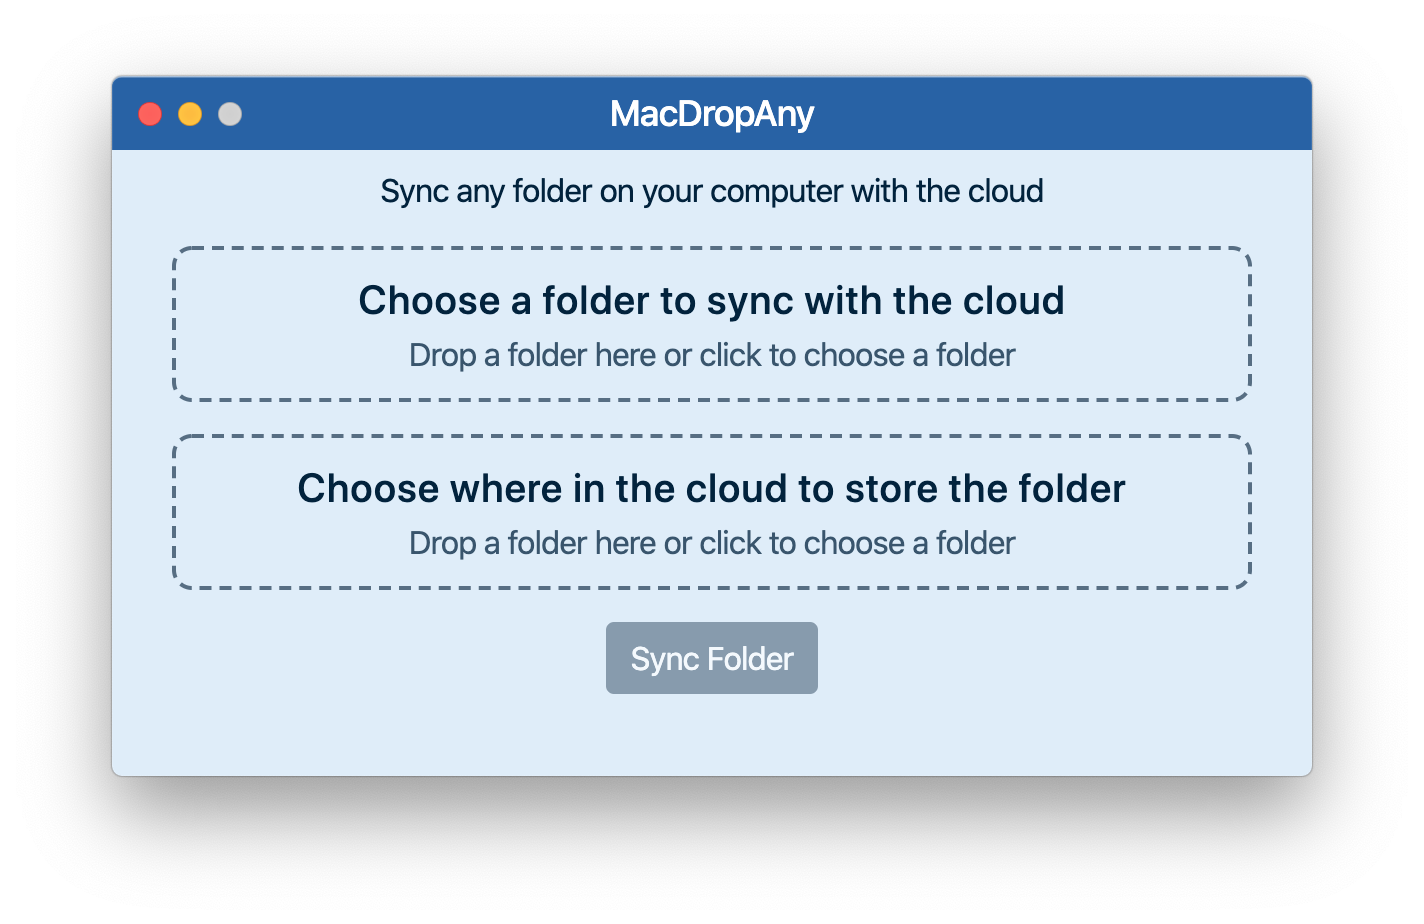 MacDropAny
Sync any folder on your computer with the cloud
Choose a folder to sync with the cloud
Drop a folder here or click to choose a folder
Choose where in the cloud to store the folder
Drop a folder here or click to choose a folder
Sync Folder